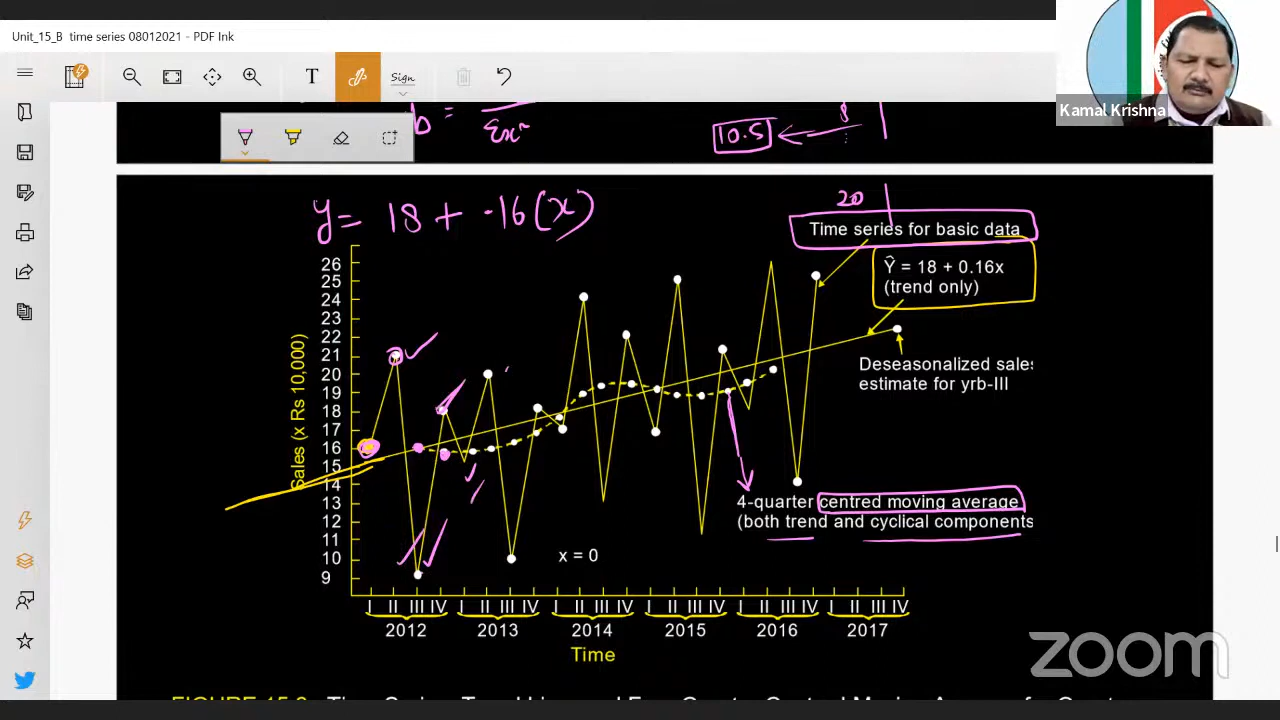 Unit_15_B time series 08012021 - PDF Ink
T
Sign
Kamal Krishna
b =
Σx²
10.5
8
y = 18 + .16(x)
20
Time series for basic data
Ŷ = 18 + 0.16x
(trend only)
Deseasonalized sales
estimate for yrb-III
Sales (x Rs 10,000)
26
25
24
23
22
21
20
19
18
17
16
15
14
13
12
11
10
9
4-quarter centred moving average
(both trend and cyclical components
x = 0
I II III IV I II III IV I II III IV I II III IV I II III IV I II III IV
2012 2013 2014 2015 2016 2017
Time
zoom